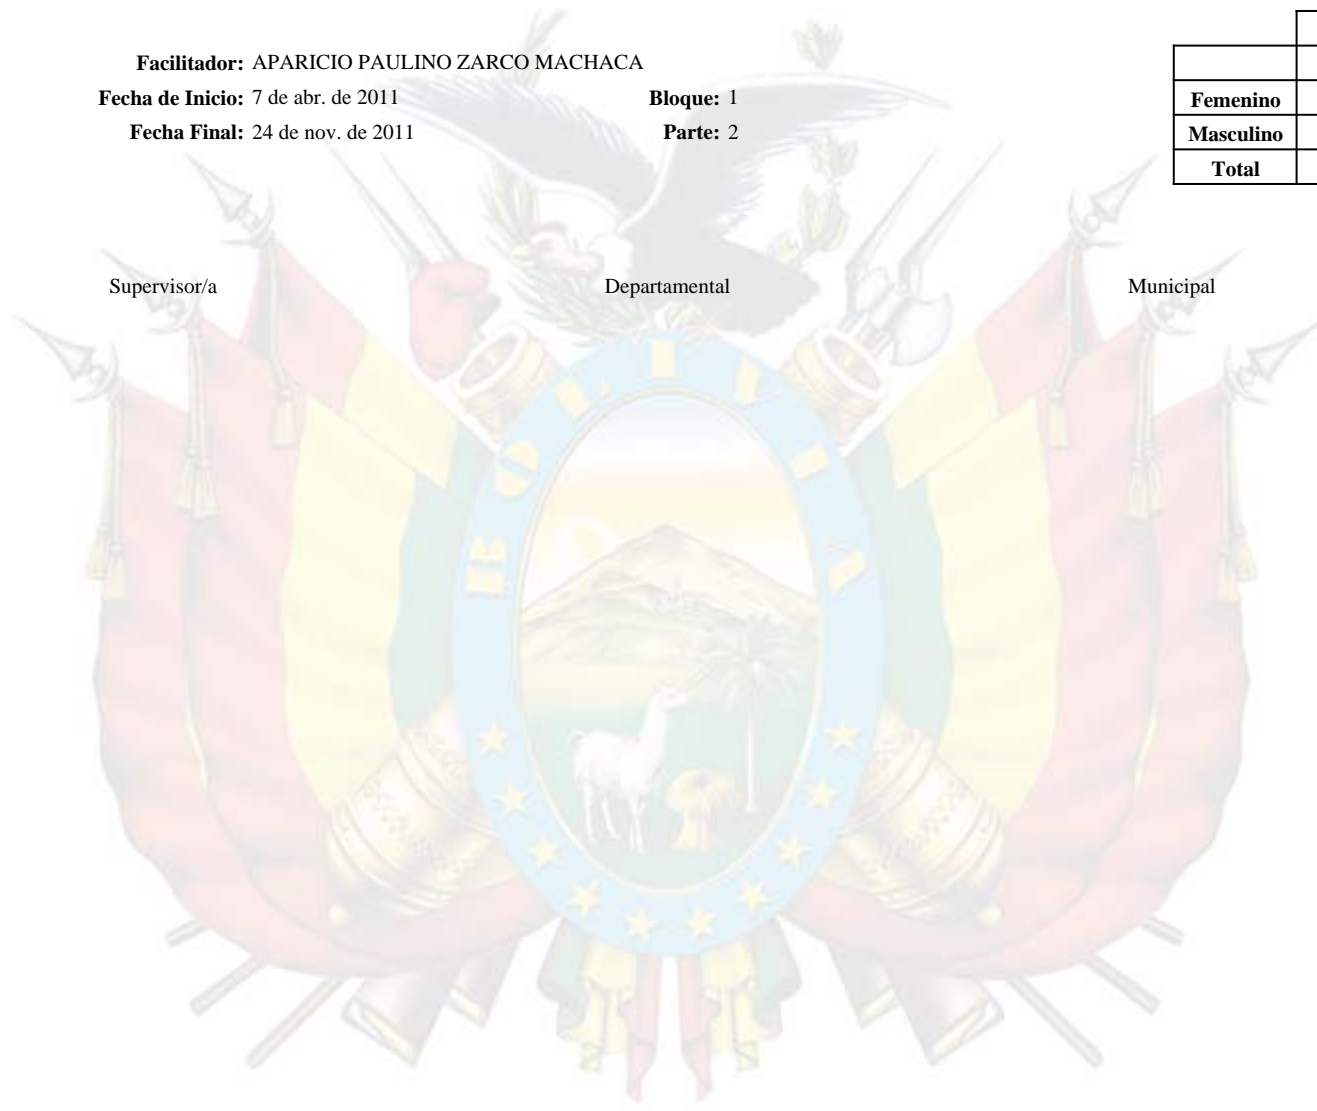 Facilitador: APARICIO PAULINO ZARCO MACHACA
Fecha de Inicio: 7 de abr. de 2011 Bloque: 1
Fecha Final: 24 de nov. de 2011 Parte: 2
Femenino
Masculino
Total
Supervisor/a Departamental Municipal
BOLIVIA